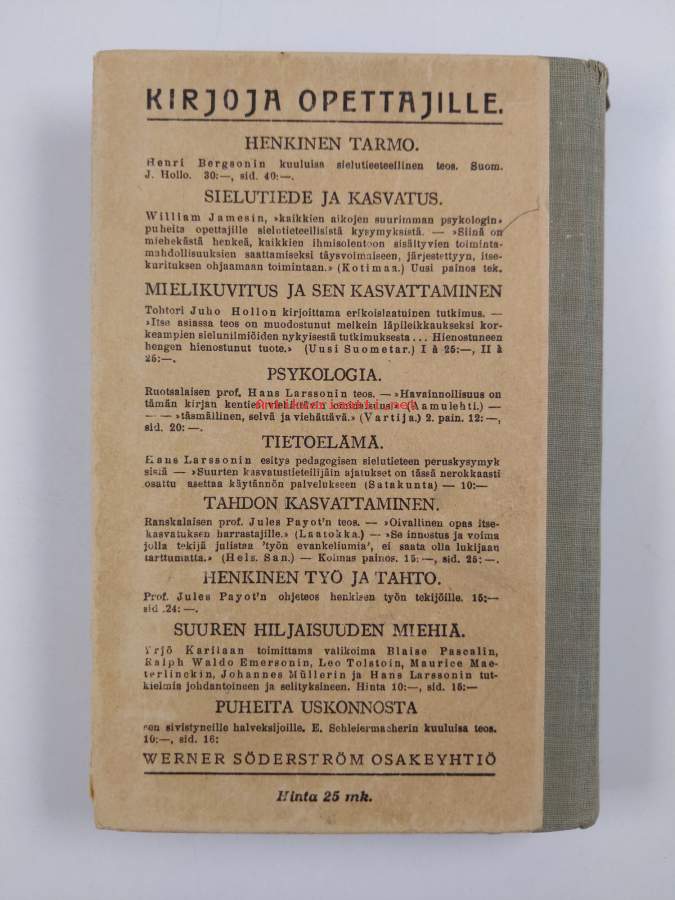 KIRJOJA OPETTAJILLE.
HENKINEN TARMO.
Henri Bergsonin kuuluisa sielutieteellinen teos. Suom.
J. Hollo. 30:—, sid. 40:—.
SIELUTIEDE JA KASVATUS.
William Jamesin, »kaikkien aikojen suurimman psykologin»
puheita opettajille sielutieteellisistä kysymyksistä. — »Siinä on
miehekästä henkeä, kaikkien ihmisolentoon sisältyvien toiminta-
mahdollisuuksien saattamiseksi täysvoimaiseen, järjestettyyn, itse-
kurituksen ohjaamaan toimintaan.» (Kotimaa.) Uusi painos tek.
MIELIKUVITUS JA SEN KASVATTAMINEN
Tohtori Juho Hollon kirjoittama erikoislaatuinen tutkimus. —
»Itse asiassa teos on muodostunut melkein läpileikkaukseksi kor-
keampien sielunilmiöiden nykyisestä tutkimuksesta... Hienostuneen
hengen hienostunut tuote.» (Uusi Suometar.) I à 25:—, II à
25:—.
PSYKOLOGIA.
Ruotsalaisen prof. Hans Larssonin teos. — »Havainnollisuus on
tämän kirjan kenties viehättävin ominaisuus.» (Aamulehti.) —
— — »täsmällinen, selvä ja viehättävä.» (Vartija.) 2. pain. 12:—,
sid. 20:—.
antikvariaatti.net
TIETOELÄMÄ.
Hans Larssonin esitys pedagogisen sielutieteen peruskysymyk
sistä — »Suurten kasvatustieteilijäin ajatukset on tässä nerokkaasti
osattu asettaa käytännön palvelukseen (Satakunta) — 10:—
TAHDON KASVATTAMINEN.
Ranskalaisen prof. Jules Payot'n teos. — »Oivallinen opas itse-
kasvatuksen harrastajille.» (Laatokka.) — »Se innostus ja voima
jolla tekijä julistaa 'työn evankeliumia', ei saata olla lukijaan
tarttumatta.» (Hels. San.) — Kolmas painos. 15:—, sid. 25:—.
HENKINEN TYÖ JA TAHTO.
Prof. Jules Payot'n ohjeteos henkisen työn tekijöille. 15:—
sid .24:—.
SUUREN HILJAISUUDEN MIEHIÄ.
Yrjö Karilaan toimittama valikoima Blaise Pascalin,
Ralph Waldo Emersonin, Leo Tolstoin, Maurice Mae-
terlinckin, Johannes Müllerin ja Hans Larssonin tut-
kielmia johdantoineen ja selityksineen. Hinta 10:—, sid. 15:—
PUHEITA USKONNOSTA
sen sivistyneille halveksijoille. E. Schleiermacherin kuuluisa teos.
10:—, sid. 16:
WERNER SÖDERSTRÖM OSAKEYHTIÖ
Hinta 25 mk.